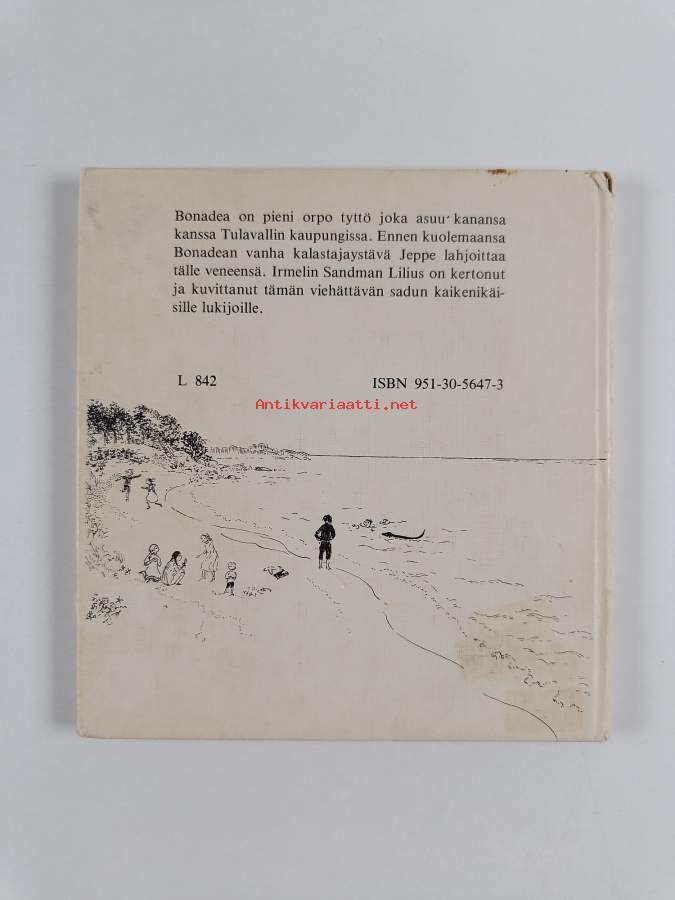 Bonadea on pieni orpo tyttö joka asuu kanansa
kanssa Tulavallin kaupungissa. Ennen kuolemaansa
Bonadean vanha kalastajaystävä Jeppe lahjoittaa
tälle veneensä. Irmelin Sandman Lilius on kertonut
ja kuvittanut tämän viehättävän sadun kaikenikäi-
sille lukijoille.
L 842
ISBN 951-30-5647-3
Antikvariaatti.net